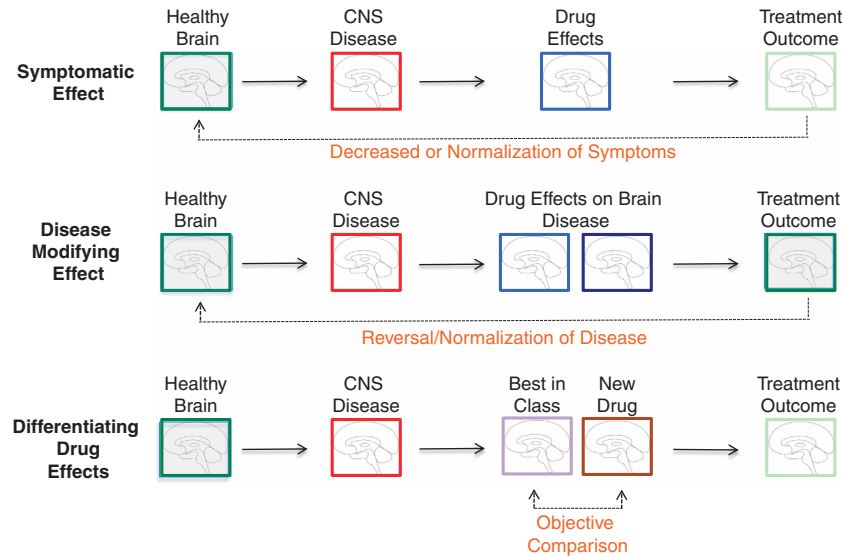 Healthy
Brain
CNS
Disease
Drug
Effects
Treatment
Outcome
Symptomatic
Effect
Decreased or Normalization of Symptoms
Healthy
Brain
CNS
Disease
Drug Effects on Brain
Disease
Treatment
Outcome
Disease
Modifying
Effect
Reversal/Normalization of Disease
Healthy
Brain
CNS
Disease
Best in
Class
New
Drug
Treatment
Outcome
Differentiating
Drug
Effects
Objective
Comparison